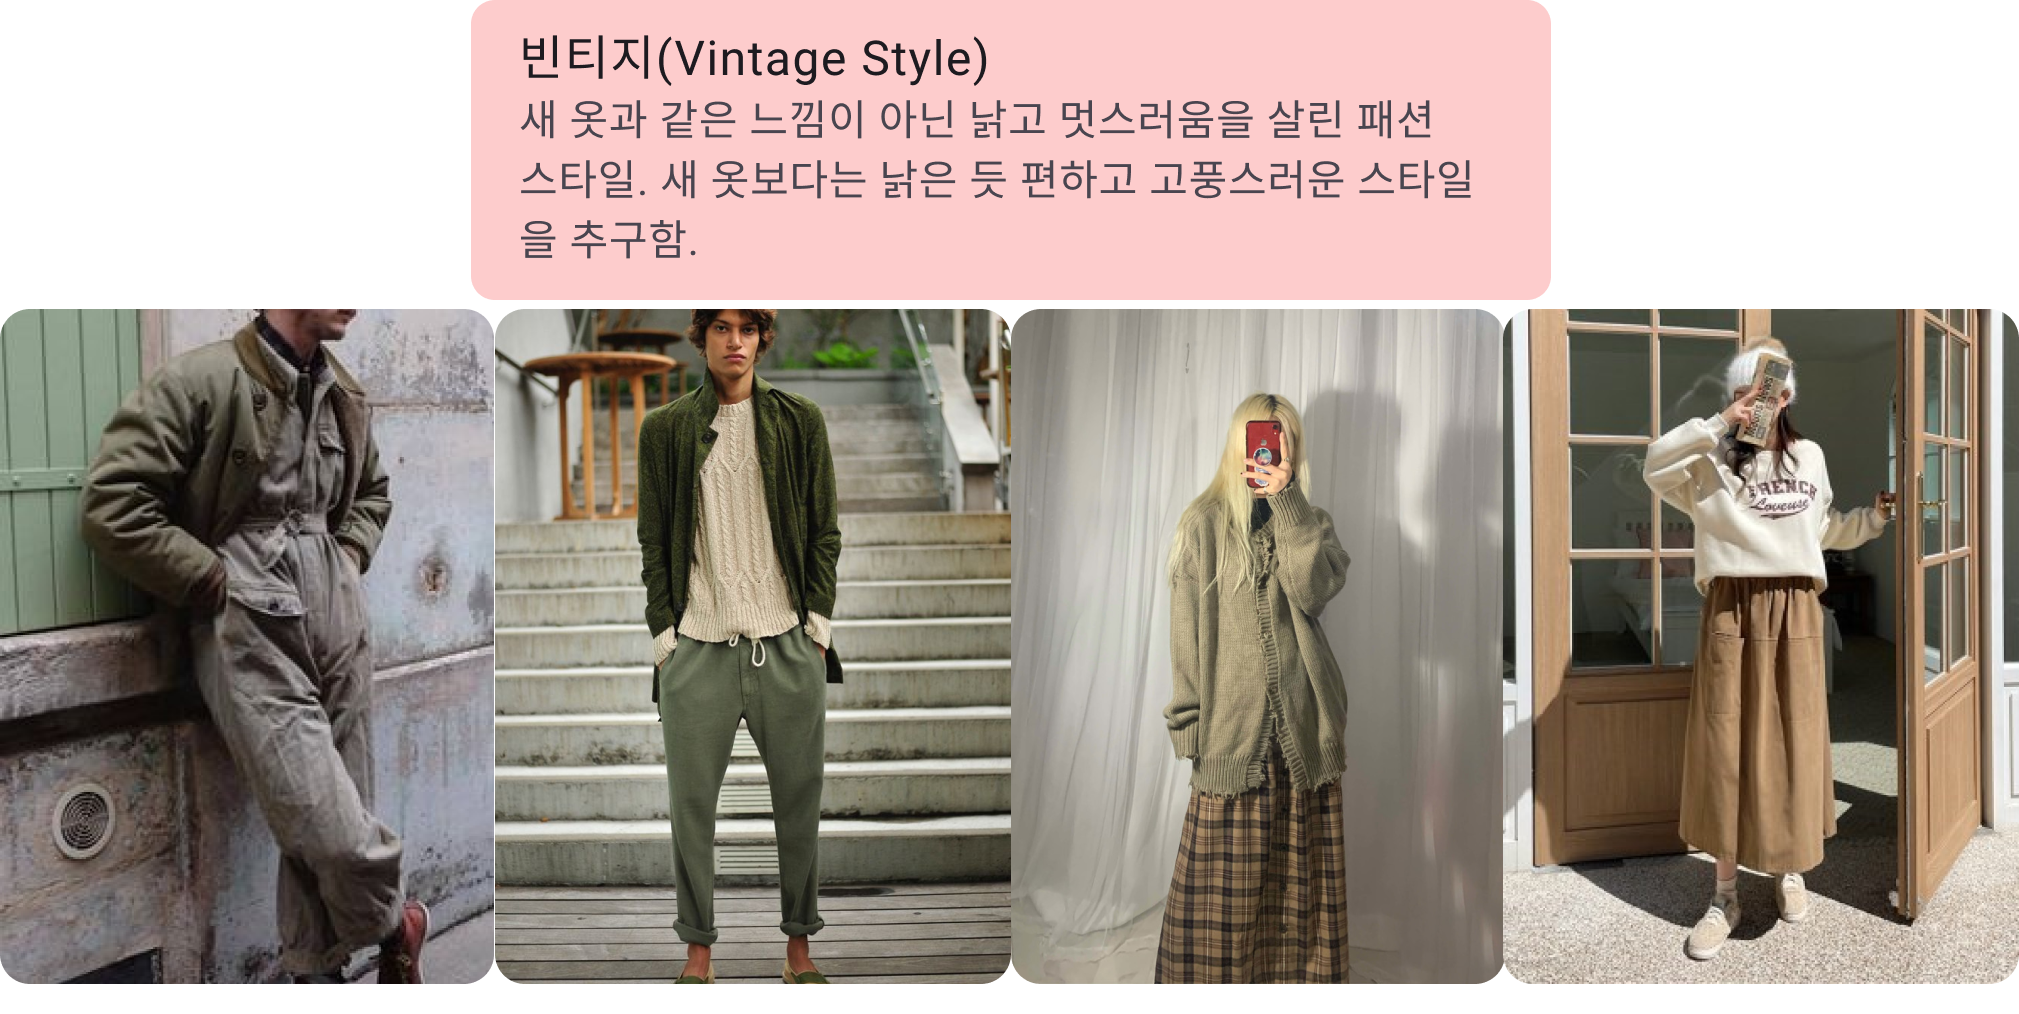 빈티지(Vintage Style)
새 옷과 같은 느낌이 아닌 낡고 멋스러움을 살린 패션
스타일. 새 옷보다는 낡은 듯 편하고 고풍스러운 스타일
을 추구함.
FRENCH